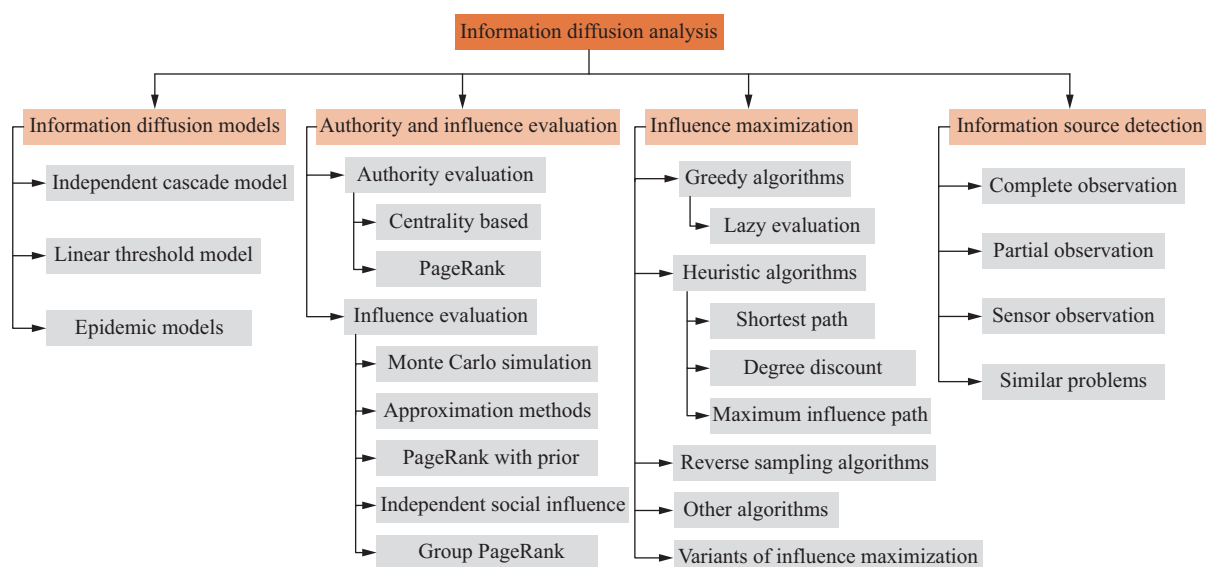 Information diffusion analysis
Information diffusion models
Independent cascade model
Linear threshold model
Epidemic models
Authority and influence evaluation
Authority evaluation
Centrality based
PageRank
Influence evaluation
Monte Carlo simulation
Approximation methods
PageRank with prior
Independent social influence
Group PageRank
Influence maximization
Greedy algorithms
Lazy evaluation
Heuristic algorithms
Shortest path
Degree discount
Maximum influence path
Reverse sampling algorithms
Other algorithms
Variants of influence maximization
Information source detection
Complete observation
Partial observation
Sensor observation
Similar problems